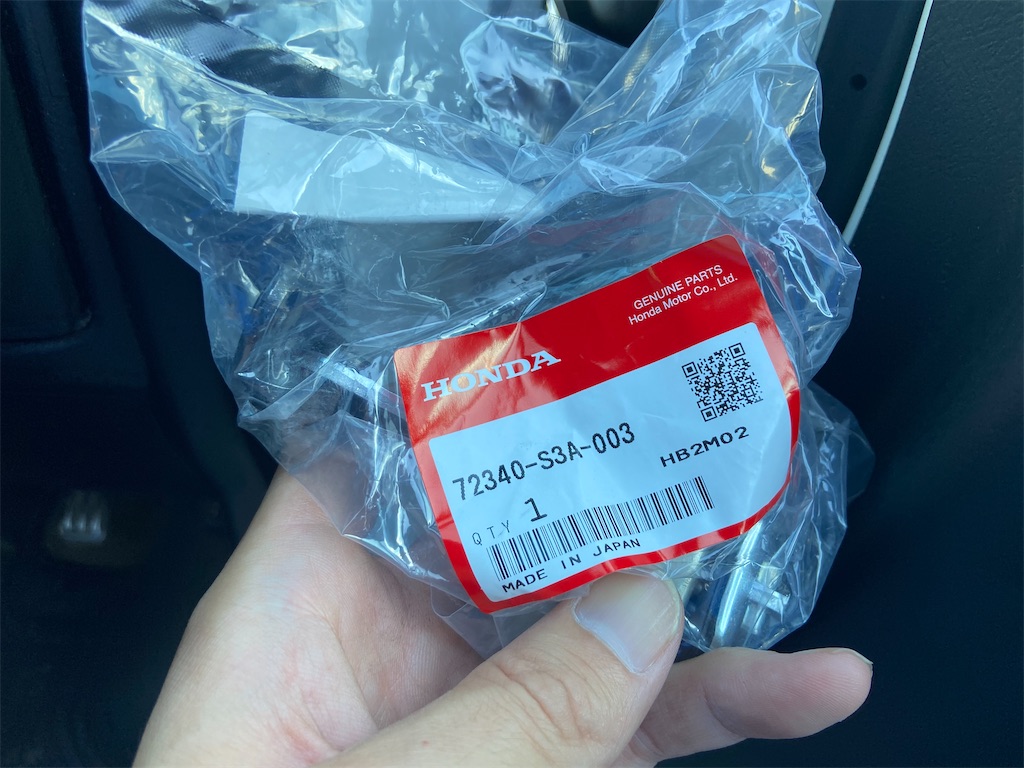 GENUINE PARTS
Honda Motor Co., Ltd.
HONDA
72340-S3A-003
HB2M02
QTY 1
MADE IN JAPAN